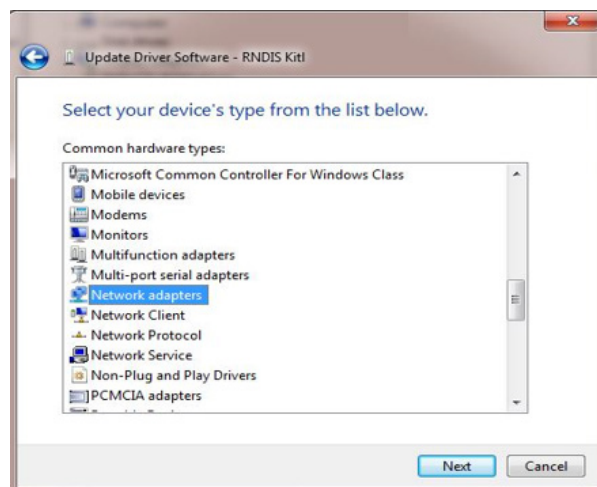 Update Driver Software - RNDIS Kitl
Select your device's type from the list below.
Common hardware types:
Microsoft Common Controller For Windows Class
Mobile devices
Modems
Monitors
Multifunction adapters
Multi-port serial adapters
Network adapters
Network Client
Network Protocol
Network Service
Non-Plug and Play Drivers
PCMCIA adapters
Next Cancel